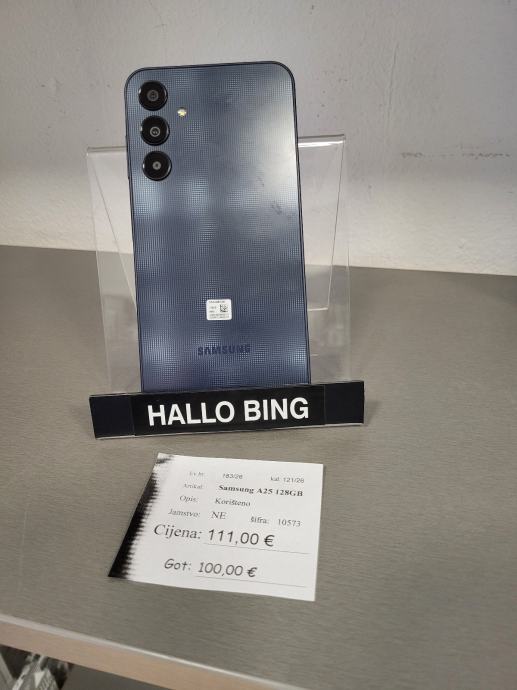 SAMSUNG
HALLO BING
Ev.br. 183/26 kal. 121/26
Artikal: Samsung A25 128GB
Opis: Korišteno
Jamstvo: NE šifra: 10573
Cijena: 111,00 €
Got: 100,00 €